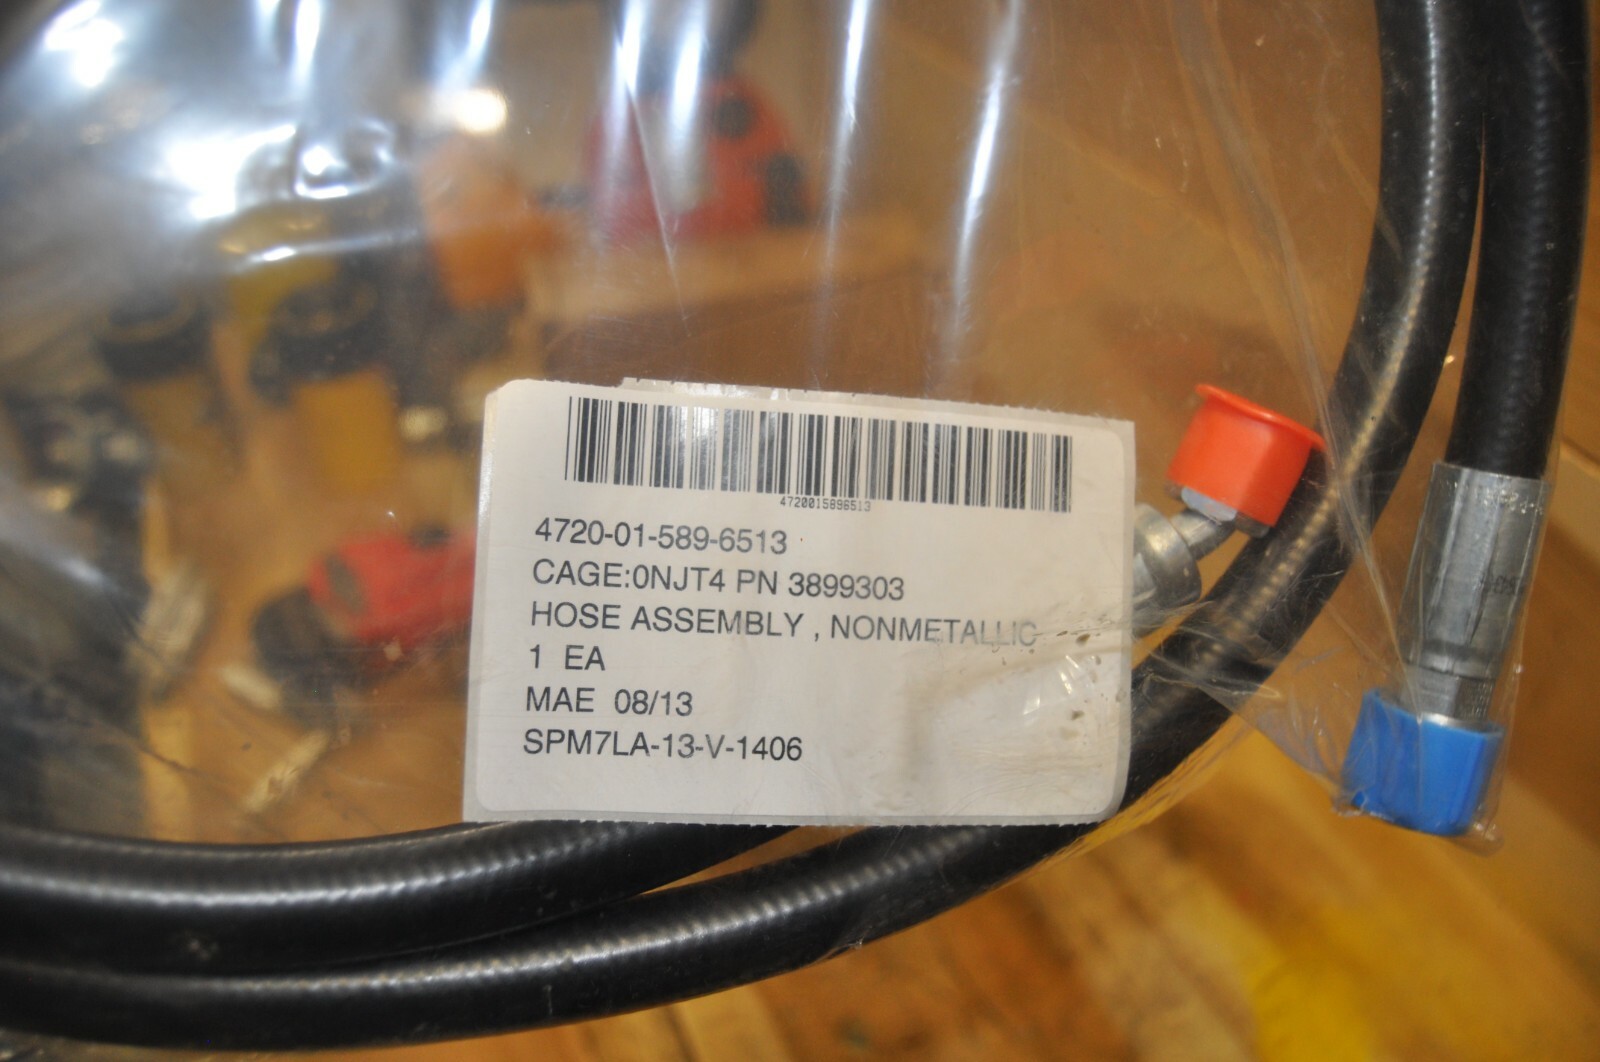 4720015896513
4720-01-589-6513
CAGE:0NJT4 PN 3899303
HOSE ASSEMBLY , NONMETALLIC
1 EA
MAE 08/13
SPM7LA-13-V-1406